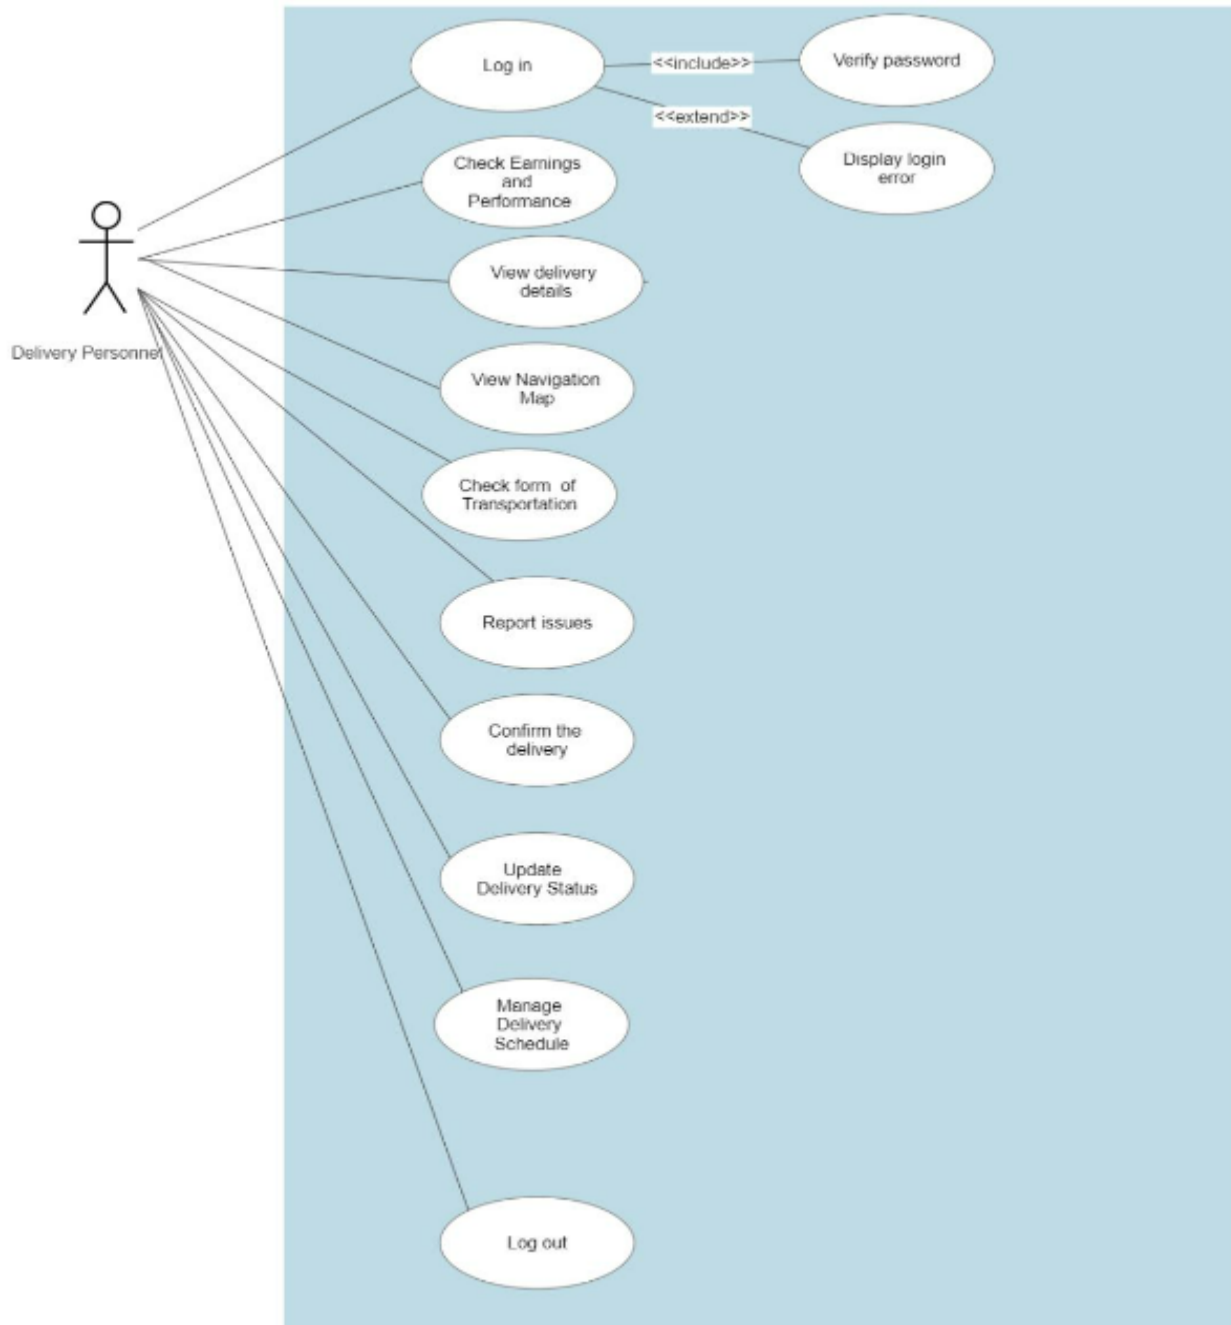 Log in
<<include>>
Verify password
<<extend>>
Display login
error
Check Earnings
and
Performance
View delivery
details
Delivery Personnel
View Navigation
Map
Check form of
Transportation
Report issues
Confirm the
delivery
Update
Delivery Status
Manage
Delivery
Schedule
Log out